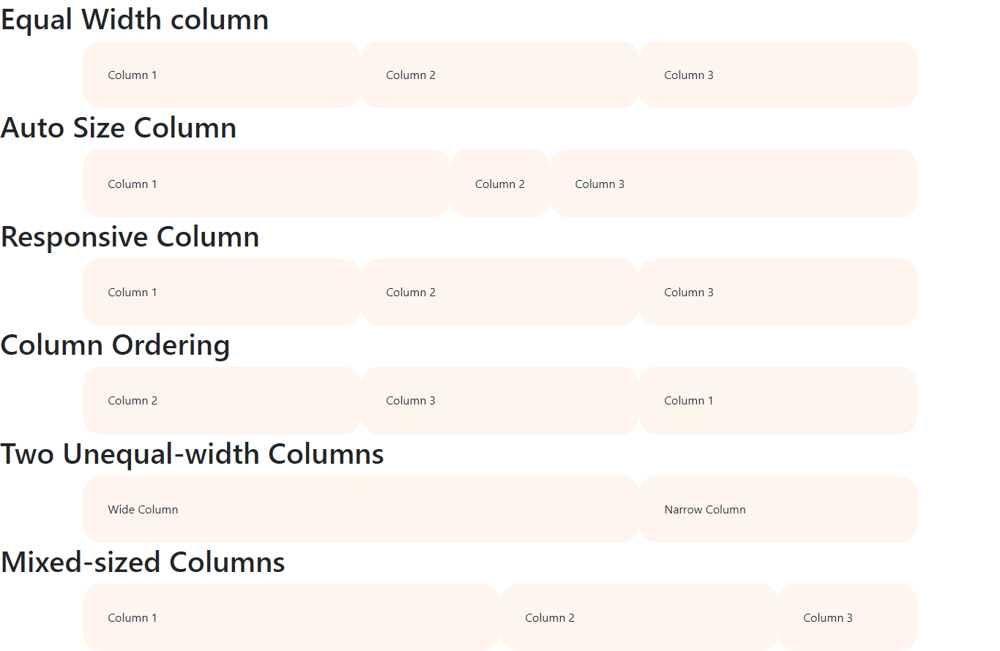 Equal Width column
Column 1 Column 2 Column 3
Auto Size Column
Column 1 Column 2 Column 3
Responsive Column
Column 1 Column 2 Column 3
Column Ordering
Column 2 Column 3 Column 1
Two Unequal-width Columns
Wide Column Narrow Column
Mixed-sized Columns
Column 1 Column 2 Column 3